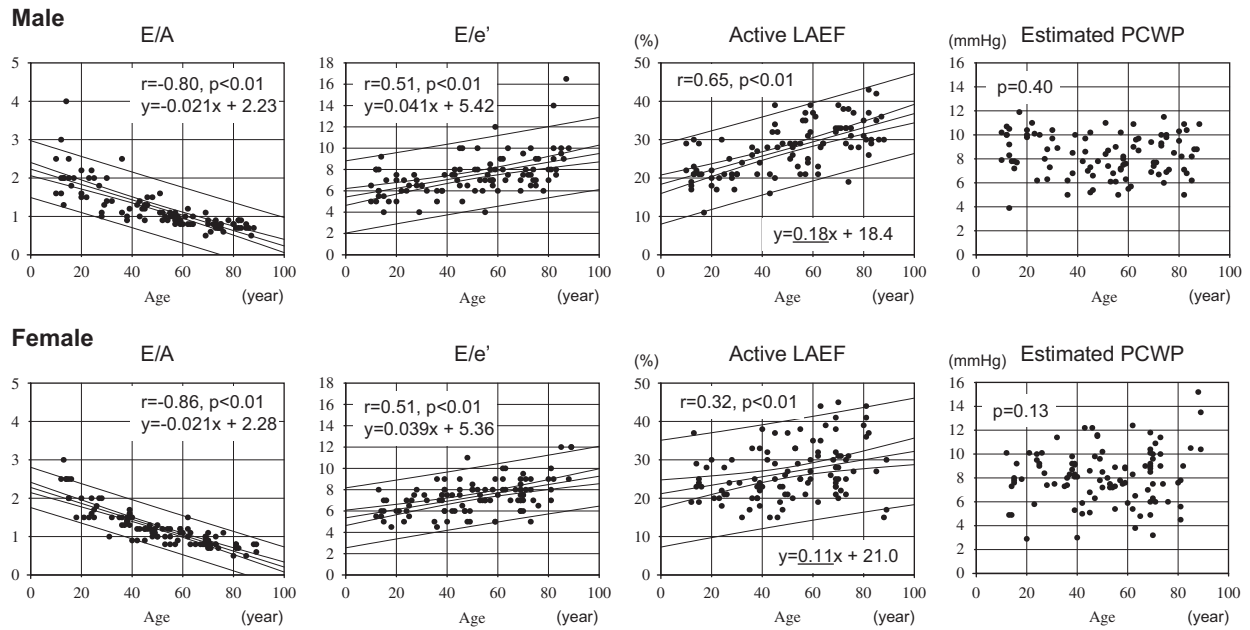 Male
E/A
r=-0.80, p<0.01
y=-0.021x + 2.23
5
4
3
2
1
0
0 20 40 60 80 100
Age (year)
E/e'
r=0.51, p<0.01
y=0.041x + 5.42
18
16
14
12
10
8
6
4
2
0
0 20 40 60 80 100
Age (year)
(%) Active LAEF
r=0.65, p<0.01
y=0.18x + 18.4
50
40
30
20
10
0
0 20 40 60 80 100
Age (year)
(mmHg) Estimated PCWP
p=0.40
16
14
12
10
8
6
4
2
0
0 20 40 60 80 100
Age (year)
Female
E/A
r=-0.86, p<0.01
y=-0.021x + 2.28
5
4
3
2
1
0
0 20 40 60 80 100
Age (year)
E/e'
r=0.51, p<0.01
y=0.039x + 5.36
18
16
14
12
10
8
6
4
2
0
0 20 40 60 80 100
Age (year)
(%) Active LAEF
r=0.32, p<0.01
y=0.11x + 21.0
50
40
30
20
10
0
0 20 40 60 80 100
Age (year)
(mmHg) Estimated PCWP
p=0.13
16
14
12
10
8
6
4
2
0
0 20 40 60 80 100
Age (year)